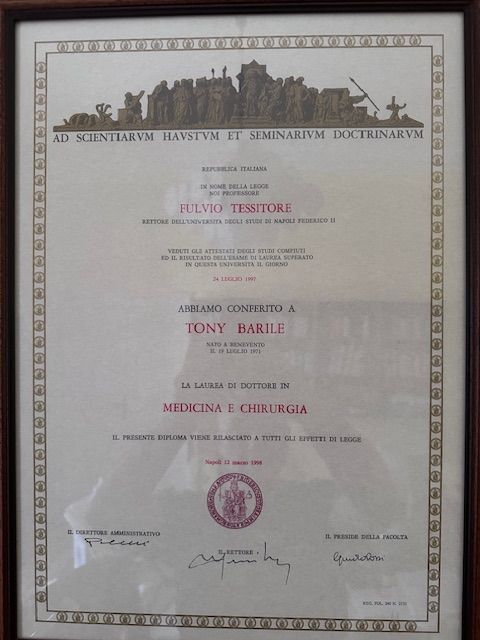 AD SCIENTIARVM HAVSTVM ET SEMINARIVM DOCTRINARVM
REPUBBLICA ITALIANA
IN NOME DELLA LEGGE
NOI PROFESSORE
FULVIO TESSITORE
RETTORE DELL'UNIVERSITA DEGLI STUDI DI NAPOLI FEDERICO II
VEDUTI GLI ATTESTATI DEGLI STUDI COMPIUTI
ED IL RISULTATO DELL'ESAME DI LAUREA SUPERATO
IN QUESTA UNIVERSITÀ IL GIORNO
24 LUGLIO 1997
ABBIAMO CONFERITO A
TONY BARILE
NATO A BENEVENTO
IL 19 LUGLIO 1971
LA LAUREA DI DOTTORE IN
MEDICINA E CHIRURGIA
IL PRESENTE DIPLOMA VIENE RILASCIATO A TUTTI GLI EFFETTI DI LEGGE
Napoli 12 marzo 1998
IL DIRETTORE AMMINISTRATIVO
IL RETTORE
IL PRESIDE DELLA FACOLTÀ